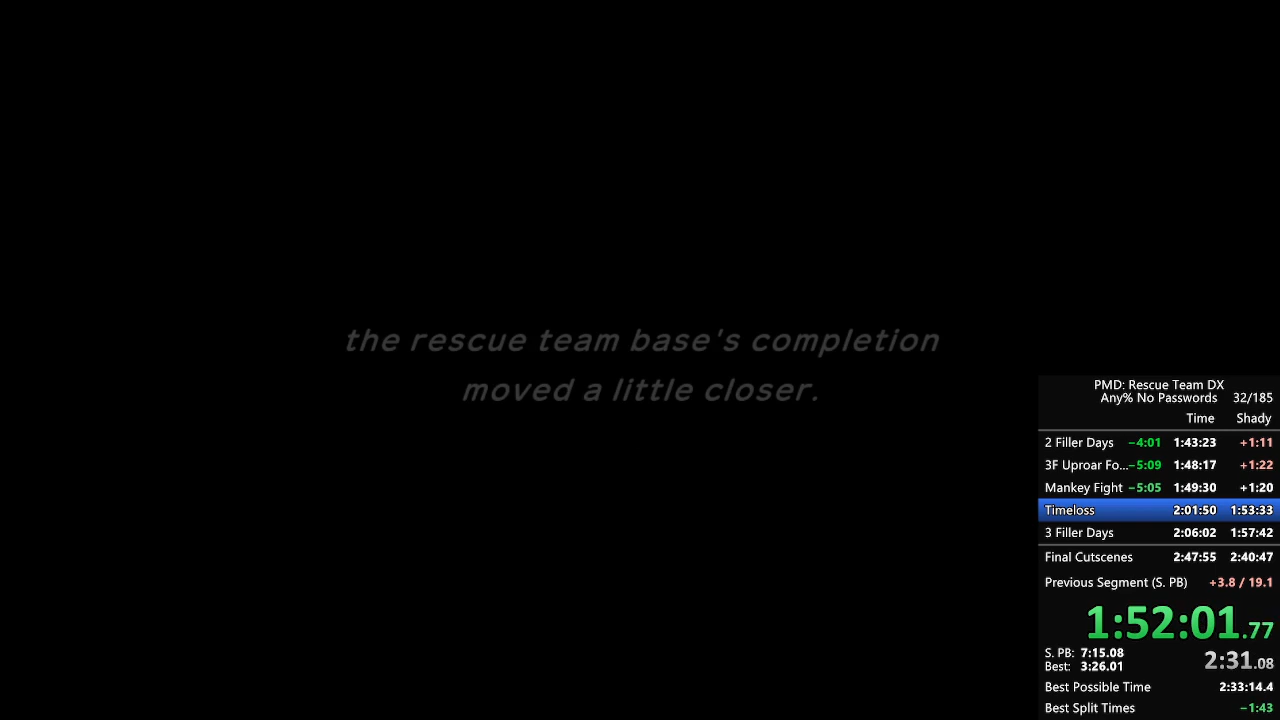 the rescue team base's completion
moved a little closer.
PMD: Rescue Team DX
Any% No Passwords 32/185
Time Shady
2 Filler Days −4:01 1:43:23 +1:11
3F Uproar Fo... −5:09 1:48:17 +1:22
Mankey Fight −5:05 1:49:30 +1:20
Timeloss 2:01:50 1:53:33
3 Filler Days 2:06:02 1:57:42
Final Cutscenes 2:47:55 2:40:47
Previous Segment (S. PB) +3.8 / 19.1
1:52:01.77
S. PB: 7:15.08
Best: 3:26.01
2:31.08
Best Possible Time 2:33:14.4
Best Split Times −1:43